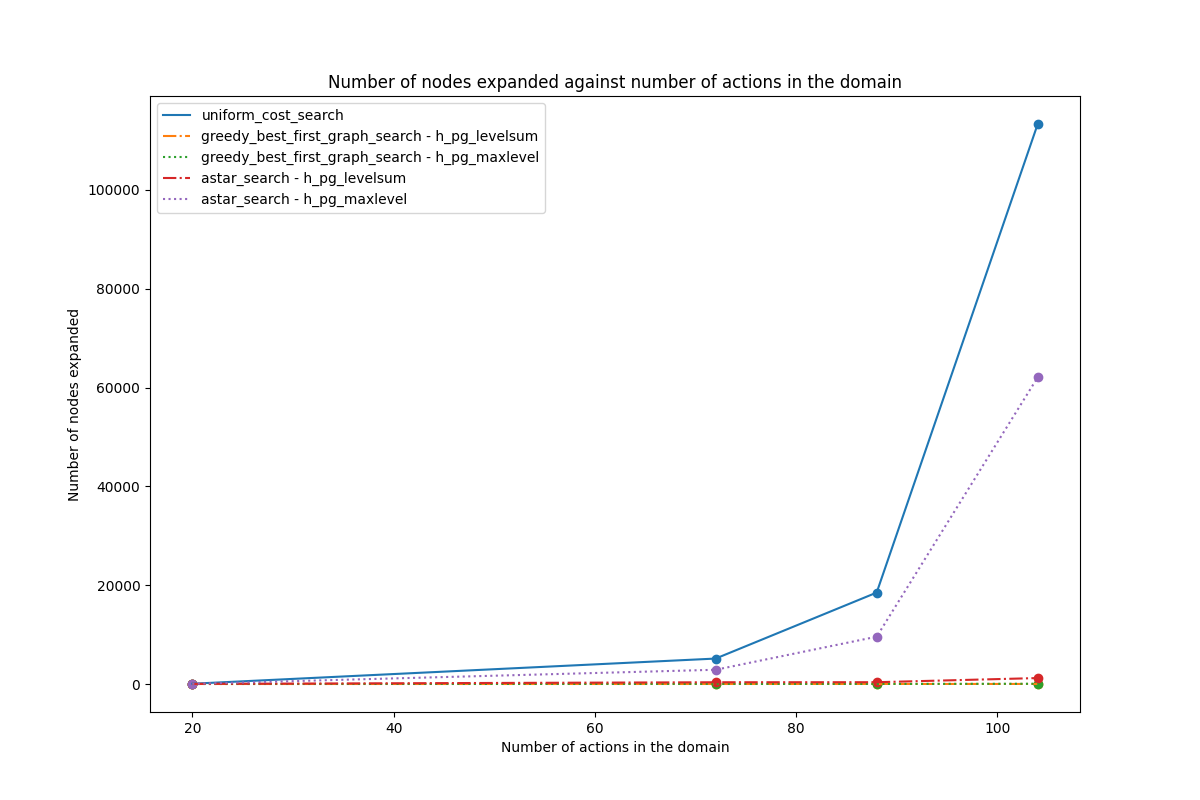 Number of nodes expanded against number of actions in the domain
uniform_cost_search
greedy_best_first_graph_search - h_pg_levelsum
greedy_best_first_graph_search - h_pg_maxlevel
astar_search - h_pg_levelsum
astar_search - h_pg_maxlevel
Number of nodes expanded
100000
80000
60000
40000
20000
0
20 40 60 80 100
Number of actions in the domain